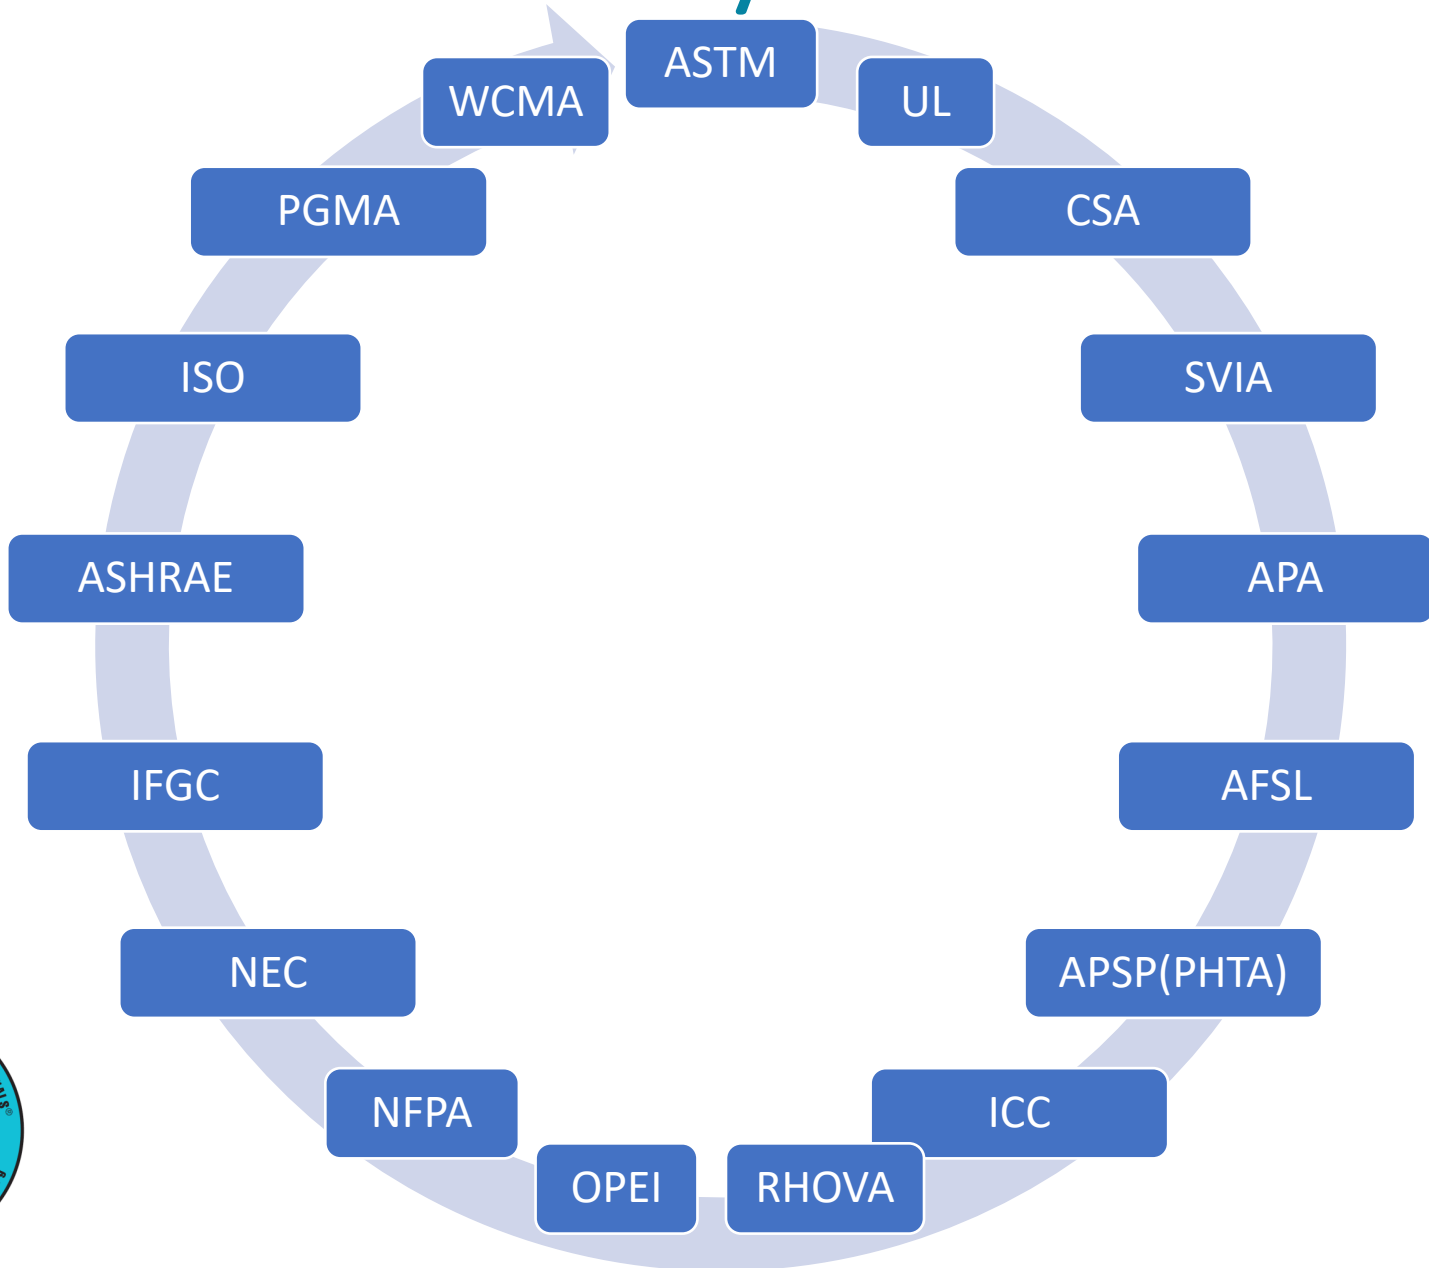 ASTM
UL
CSA
SVIA
APA
AFSL
APSP(PHTA)
ICC
RHOVA
OPEI
NFPA
NEC
IFGC
ASHRAE
ISO
PGMA
WCMA